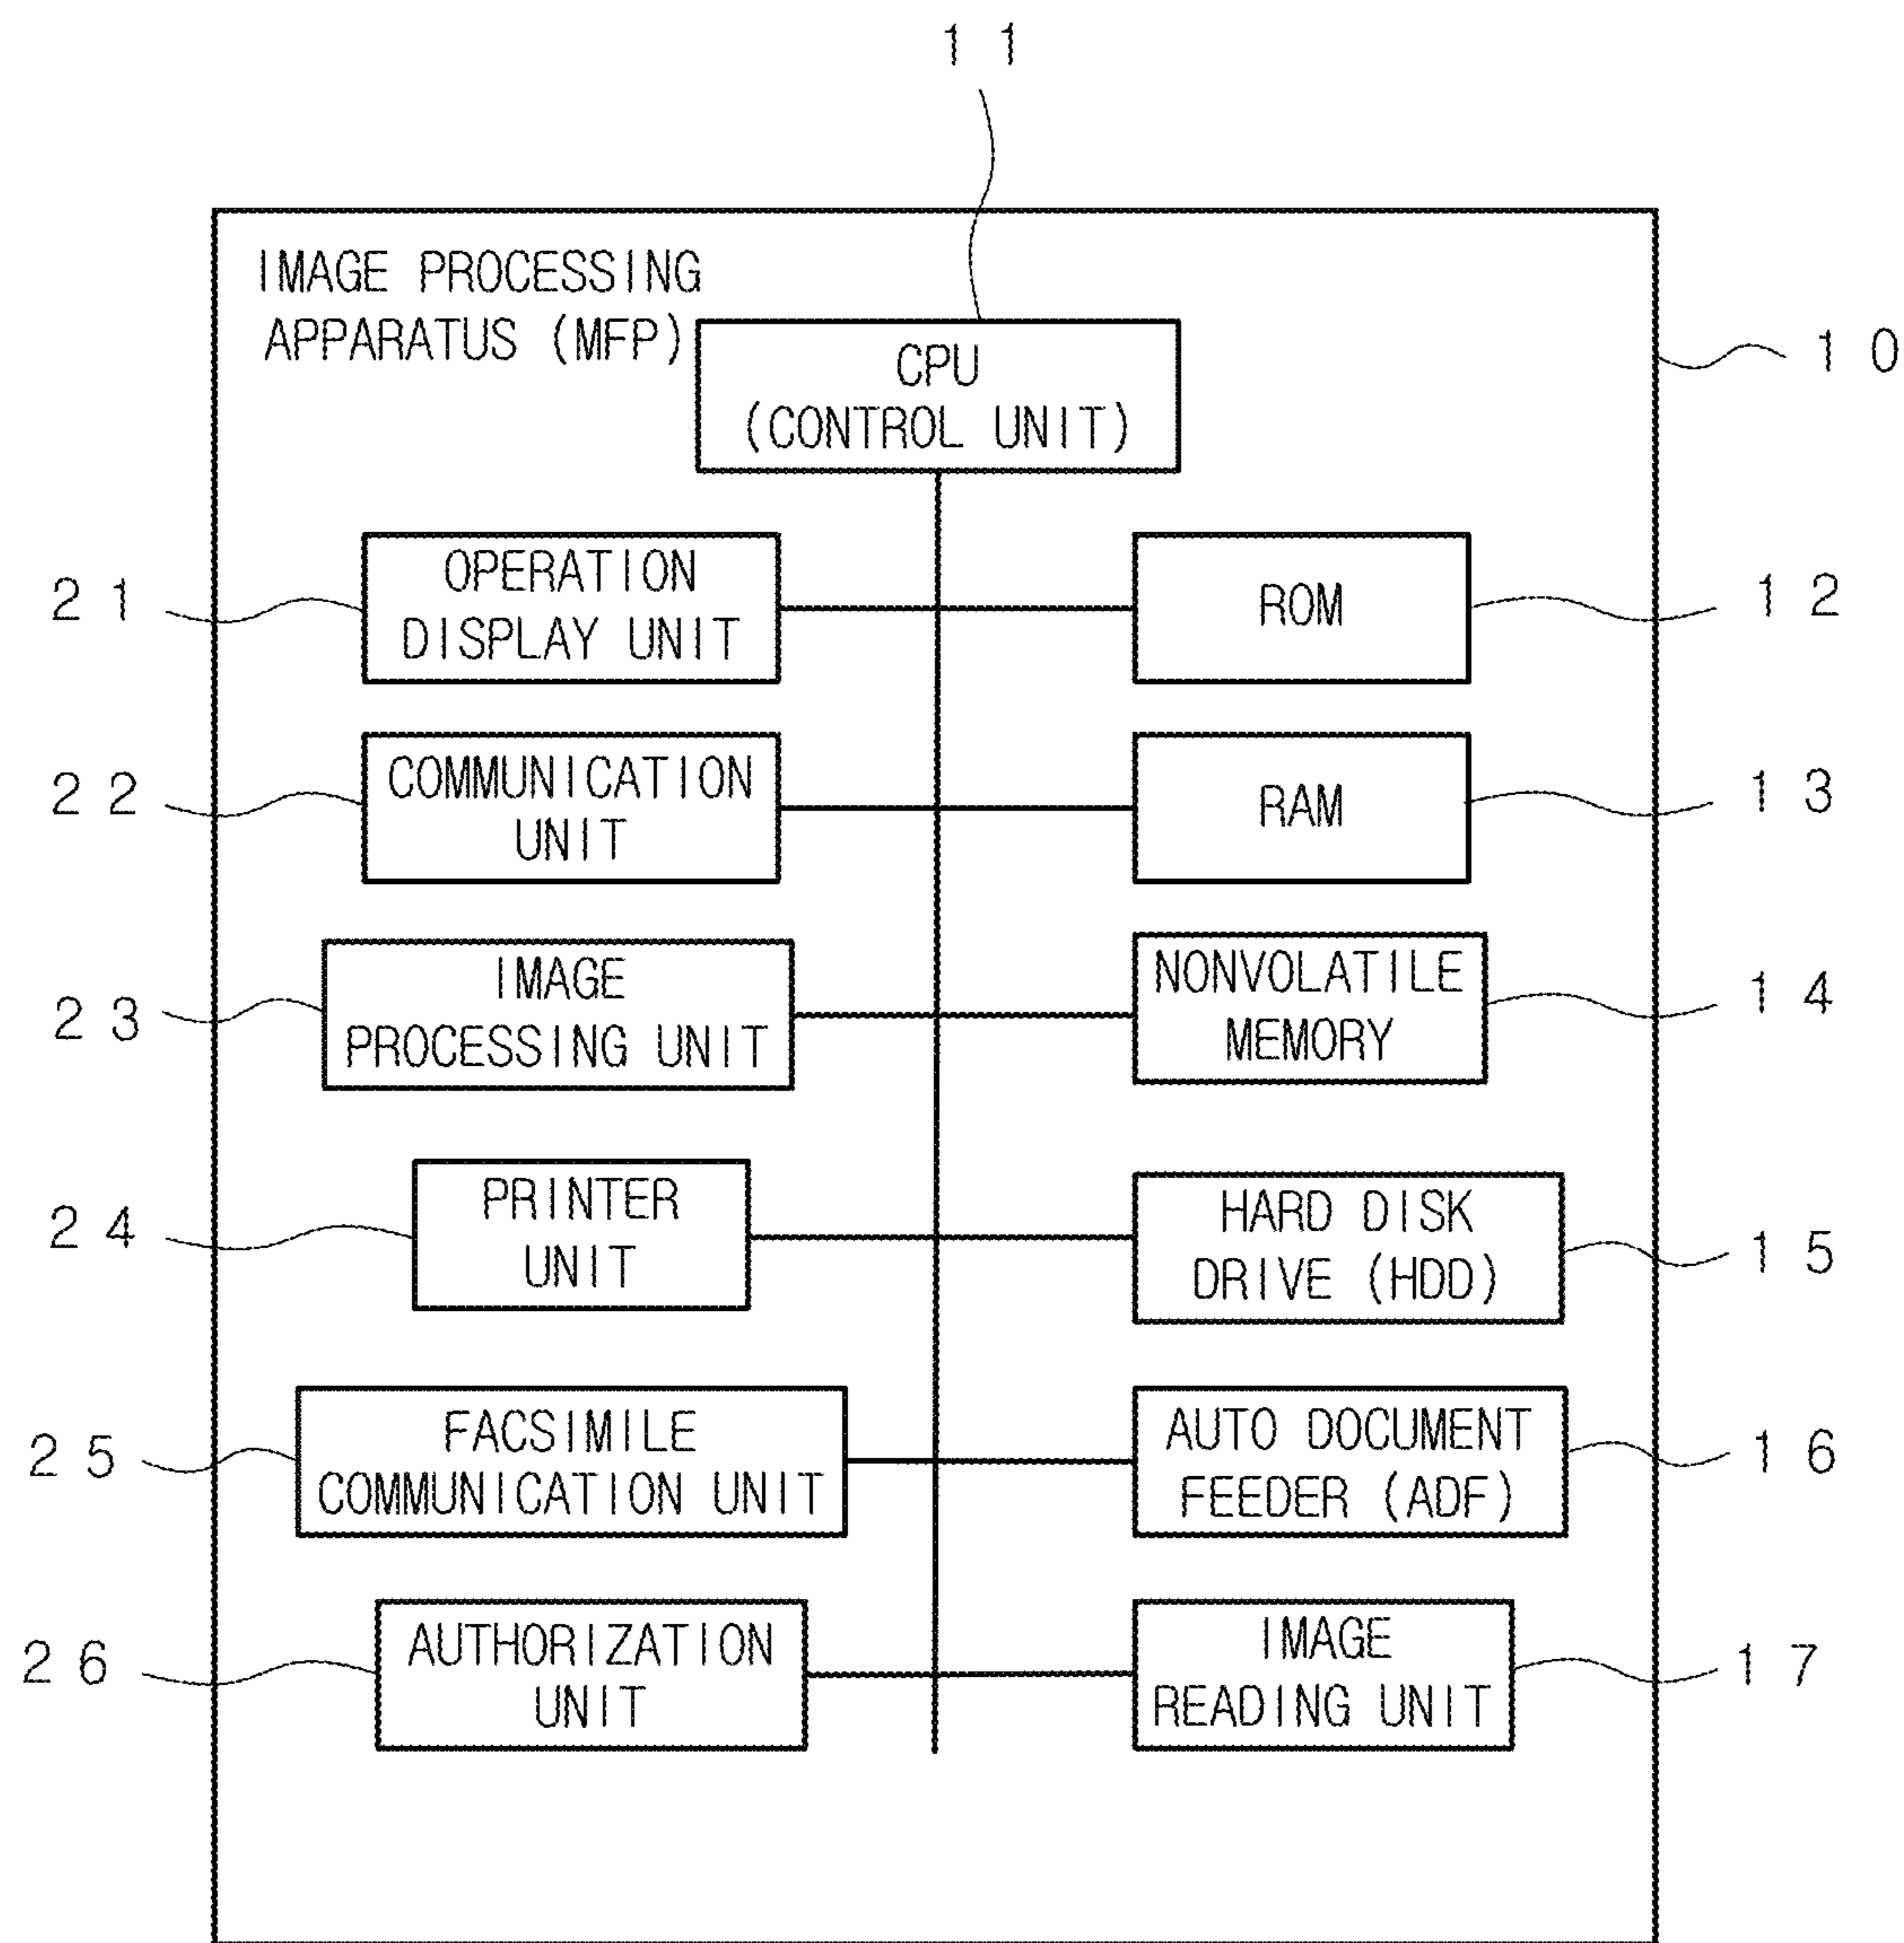 11
IMAGE PROCESSING
APPARATUS (MFP)
CPU
(CONTROL UNIT)
10
21
OPERATION
DISPLAY UNIT
ROM
12
22
COMMUNICATION
UNIT
RAM
13
23
IMAGE
PROCESSING UNIT
NONVOLATILE
MEMORY
14
24
PRINTER
UNIT
HARD DISK
DRIVE (HDD)
15
25
FACSIMILE
COMMUNICATION UNIT
AUTO DOCUMENT
FEEDER (ADF)
16
26
AUTHORIZATION
UNIT
IMAGE
READING UNIT
17